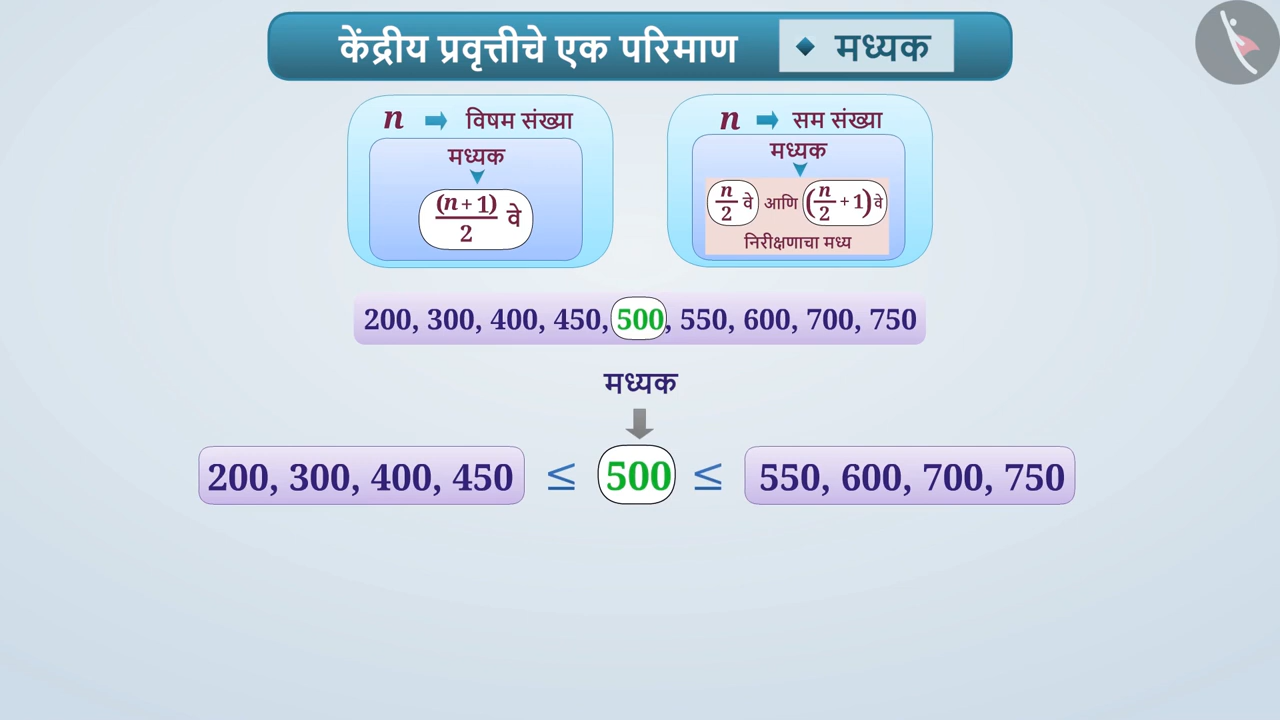 केंद्रीय प्रवृत्तीचे एक परिमाण ◆ मध्यक
n ➡ विषम संख्या
मध्यक
(n + 1)/2 वे
n ➡ सम संख्या
मध्यक
n/2 वे आणि (n/2 + 1) वे
निरीक्षणाचा मध्य
200, 300, 400, 450, 500, 550, 600, 700, 750
मध्यक
200, 300, 400, 450 ≤ 500 ≤ 550, 600, 700, 750